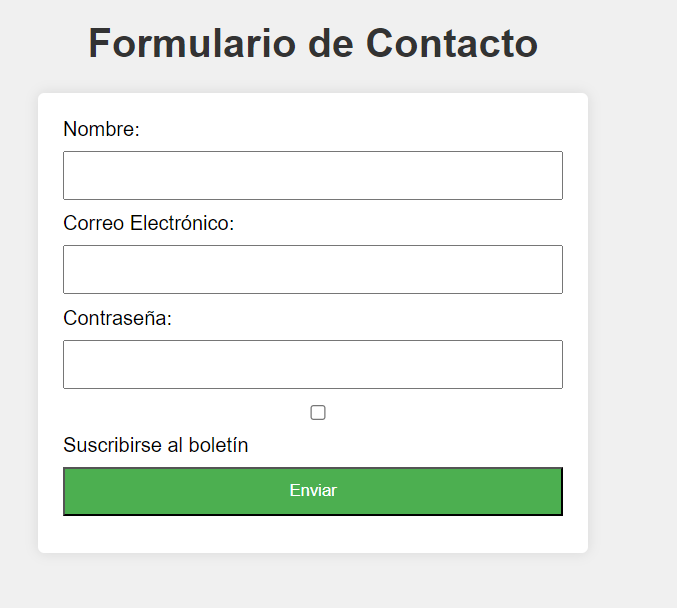 Formulario de Contacto
Nombre:
Correo Electrónico:
Contraseña:
Suscribirse al boletín
Enviar